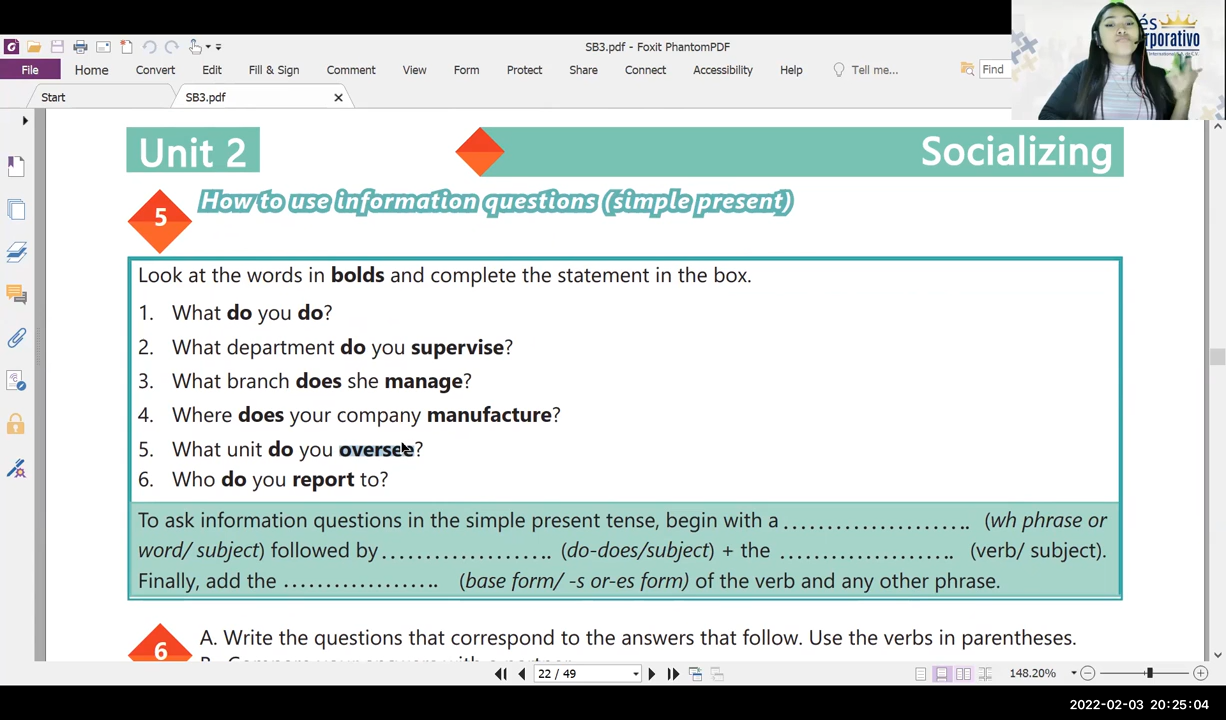 SB3.pdf - Foxit PhantomPDF
File Home Convert Edit Fill & Sign Comment View Form Protect Share Connect Accessibility Help Tell me... Find
Start SB3.pdf
és
rporativo
Unit 2 Socializing
5 How to use information questions (simple present)
Look at the words in bolds and complete the statement in the box.
1. What do you do?
2. What department do you supervise?
3. What branch does she manage?
4. Where does your company manufacture?
5. What unit do you oversee?
6. Who do you report to?
To ask information questions in the simple present tense, begin with a ...................... (wh phrase or
word/ subject) followed by .................... (do-does/subject) + the .................... (verb/ subject).
Finally, add the .................. (base form/ -s or-es form) of the verb and any other phrase.
6 A. Write the questions that correspond to the answers that follow. Use the verbs in parentheses.
22 / 49 148.20%
2022-02-03 20:25:04